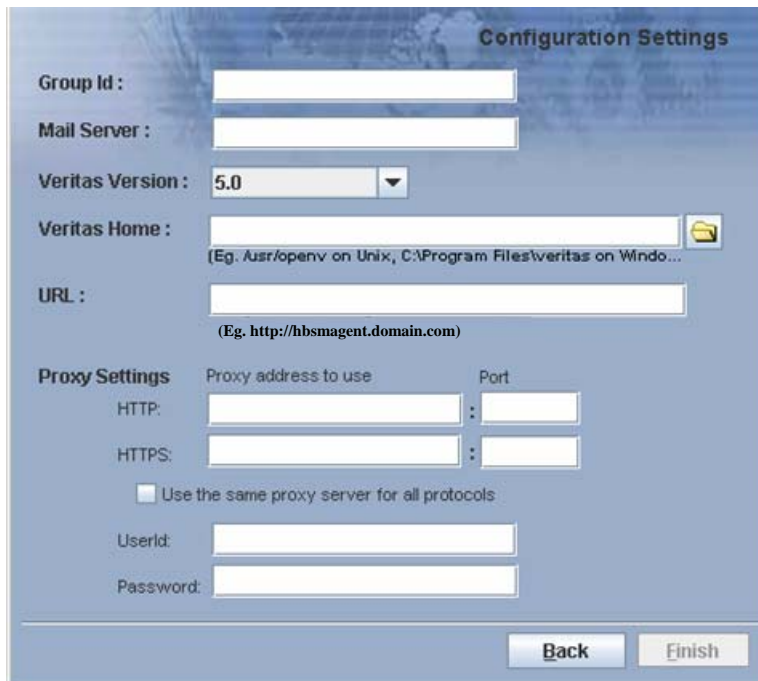 Configuration Settings
Group Id :
Mail Server :
Veritas Version : 5.0
Veritas Home :
(Eg. /usr/openv on Unix, C:\Program Files\veritas on Windo...
URL :
(Eg. http://hbsmagent.domain.com)
Proxy Settings Proxy address to use Port
HTTP: :
HTTPS: :
Use the same proxy server for all protocols
UserId:
Password:
Back Finish